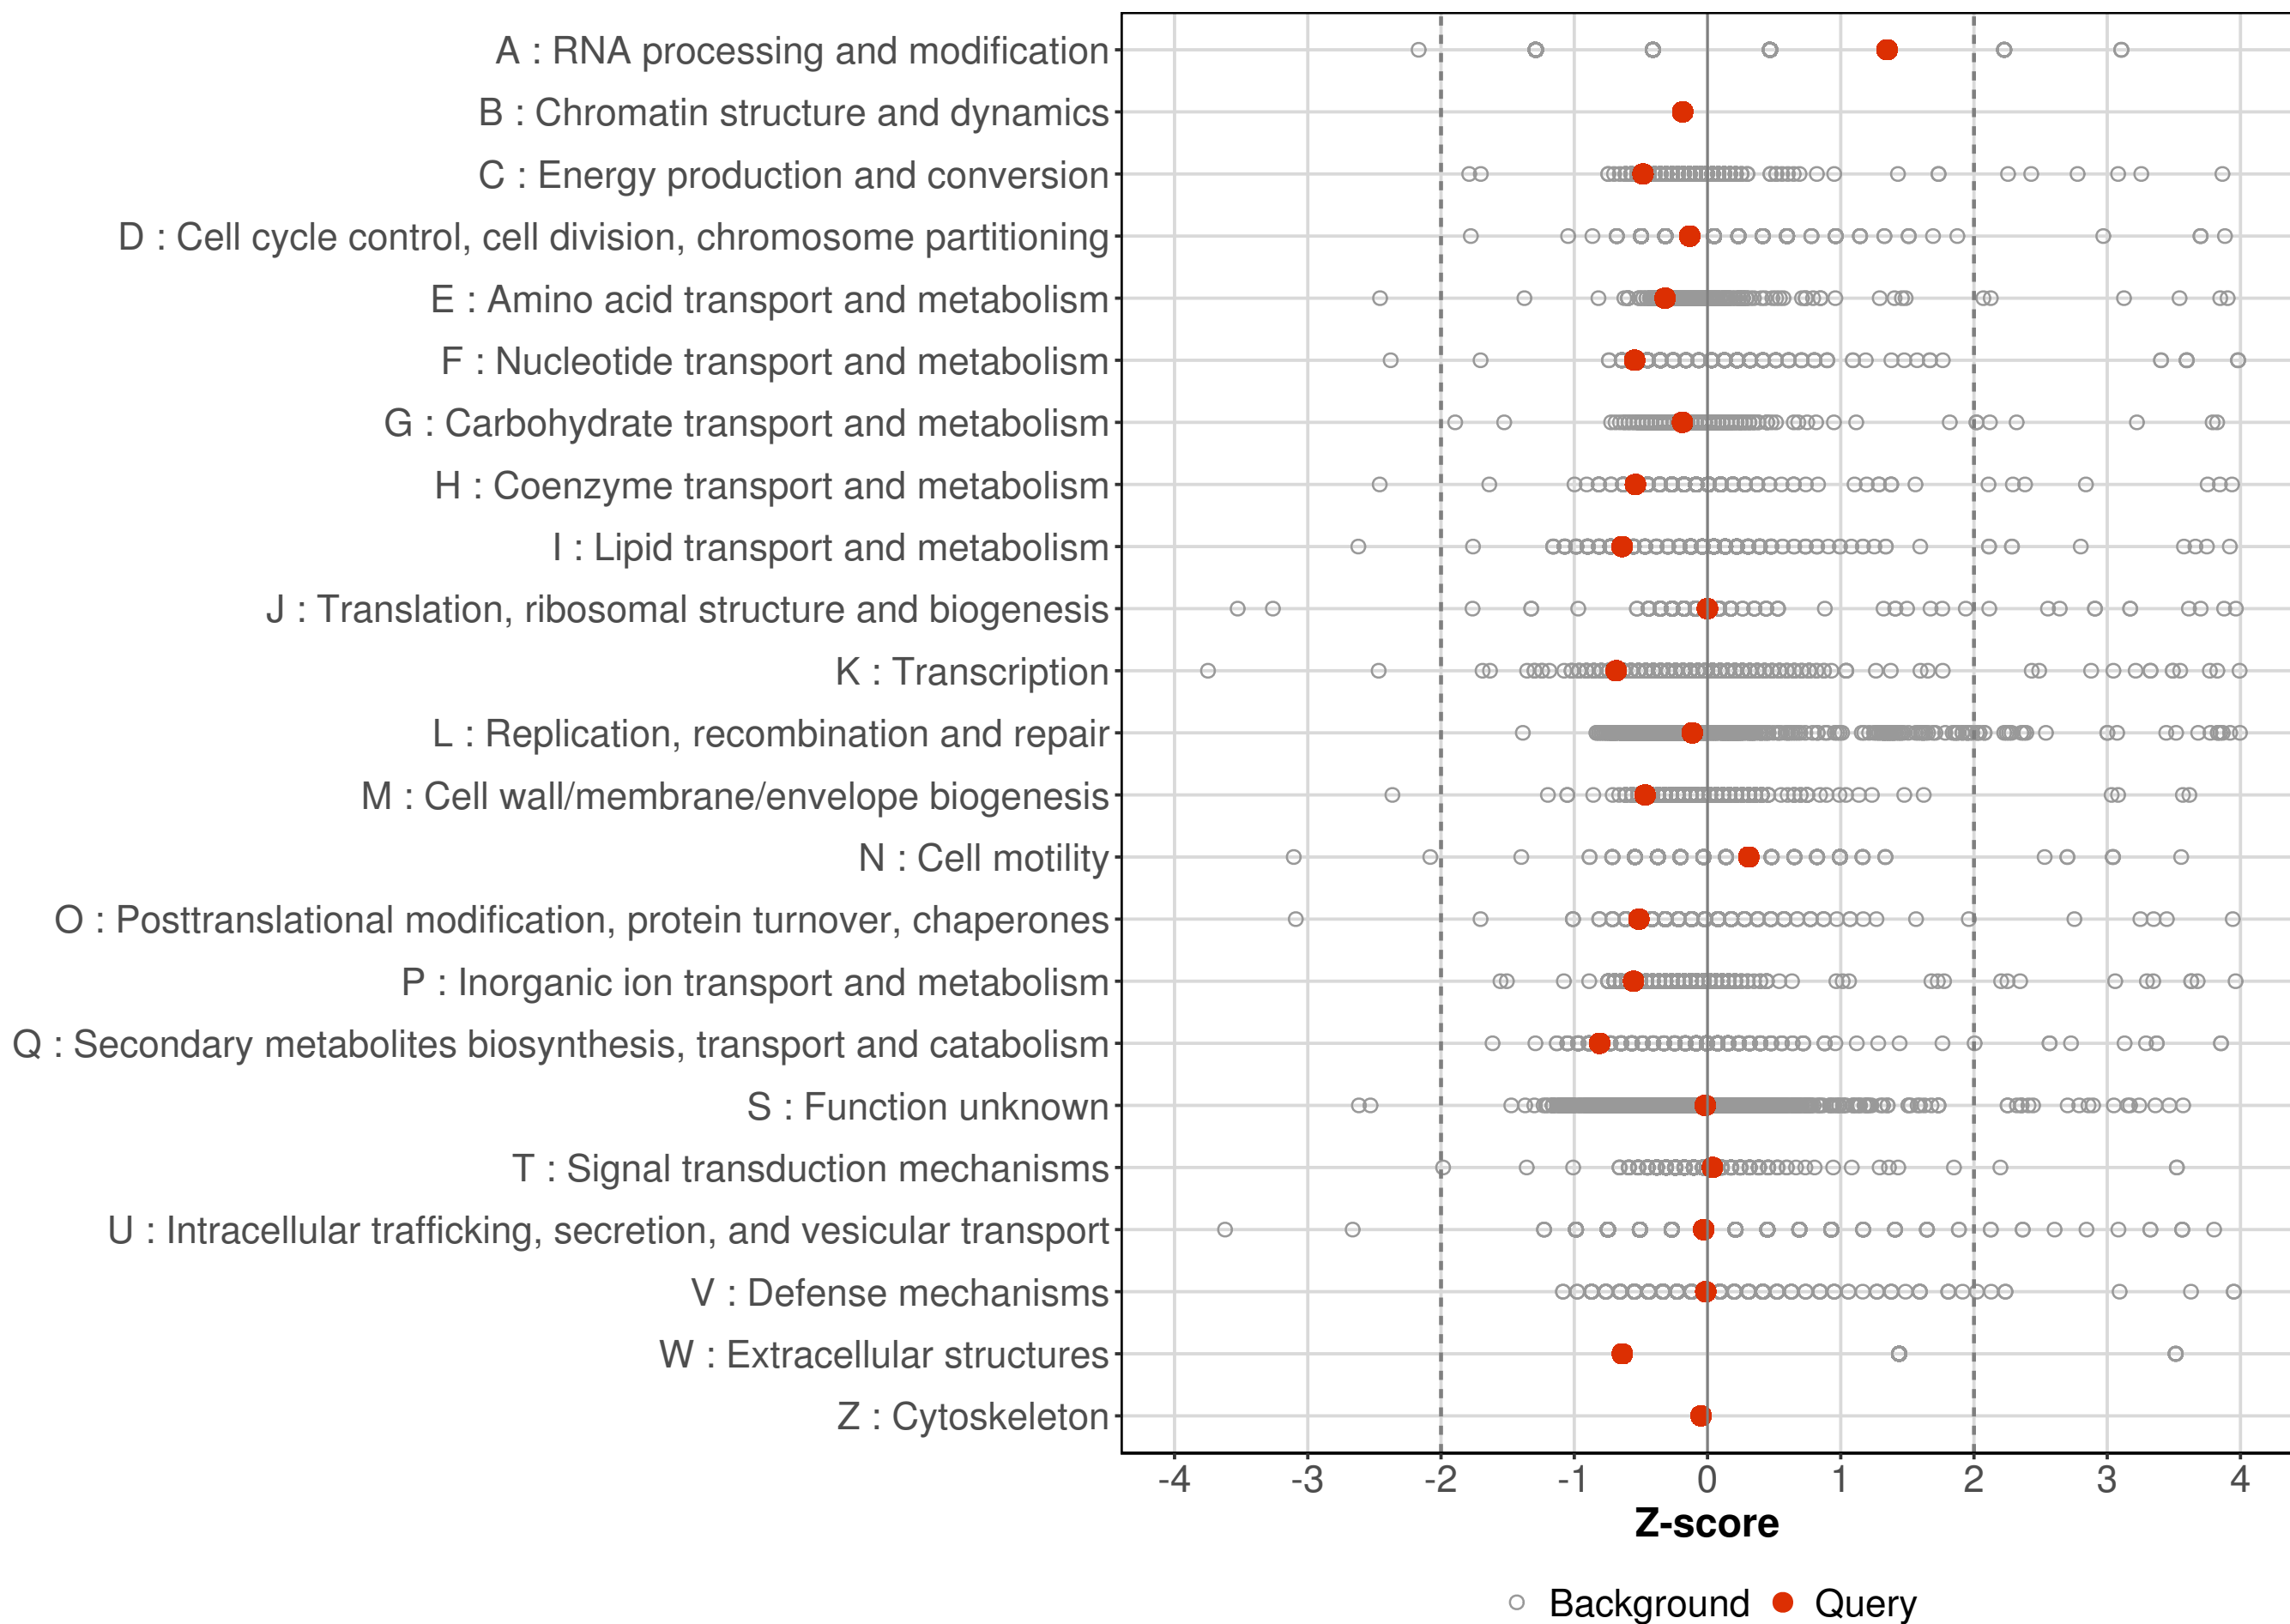 A : RNA processing and modification
B : Chromatin structure and dynamics
C : Energy production and conversion
D : Cell cycle control, cell division, chromosome partitioning
E : Amino acid transport and metabolism
F : Nucleotide transport and metabolism
G : Carbohydrate transport and metabolism
H : Coenzyme transport and metabolism
I : Lipid transport and metabolism
J : Translation, ribosomal structure and biogenesis
K : Transcription
L : Replication, recombination and repair
M : Cell wall/membrane/envelope biogenesis
N : Cell motility
O : Posttranslational modification, protein turnover, chaperones
P : Inorganic ion transport and metabolism
Q : Secondary metabolites biosynthesis, transport and catabolism
S : Function unknown
T : Signal transduction mechanisms
U : Intracellular trafficking, secretion, and vesicular transport
V : Defense mechanisms
W : Extracellular structures
Z : Cytoskeleton
-4 -3 -2 -1 0 1 2 3 4
Z-score
Background Query